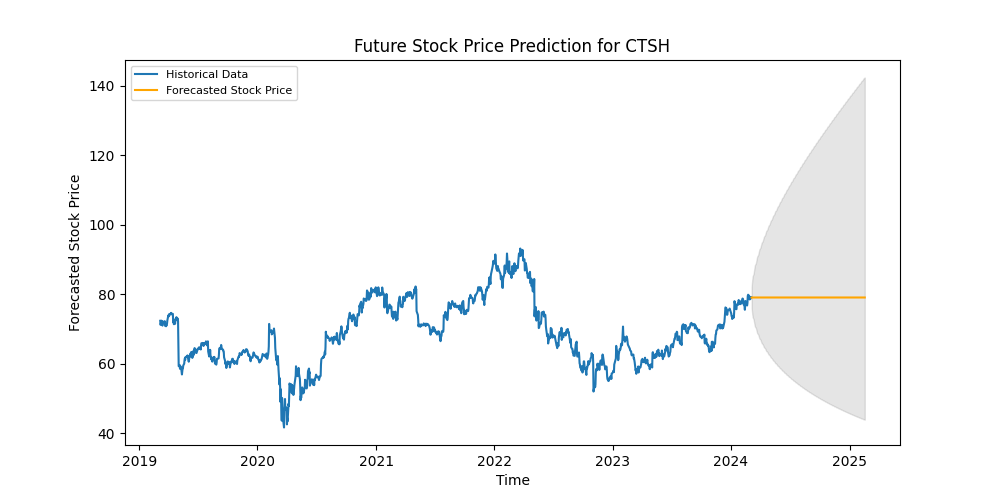 Future Stock Price Prediction for CTSH
Historical Data
Forecasted Stock Price
140
120
100
80
60
40
Forecasted Stock Price
2019
2020
2021
2022
2023
2024
2025
Time